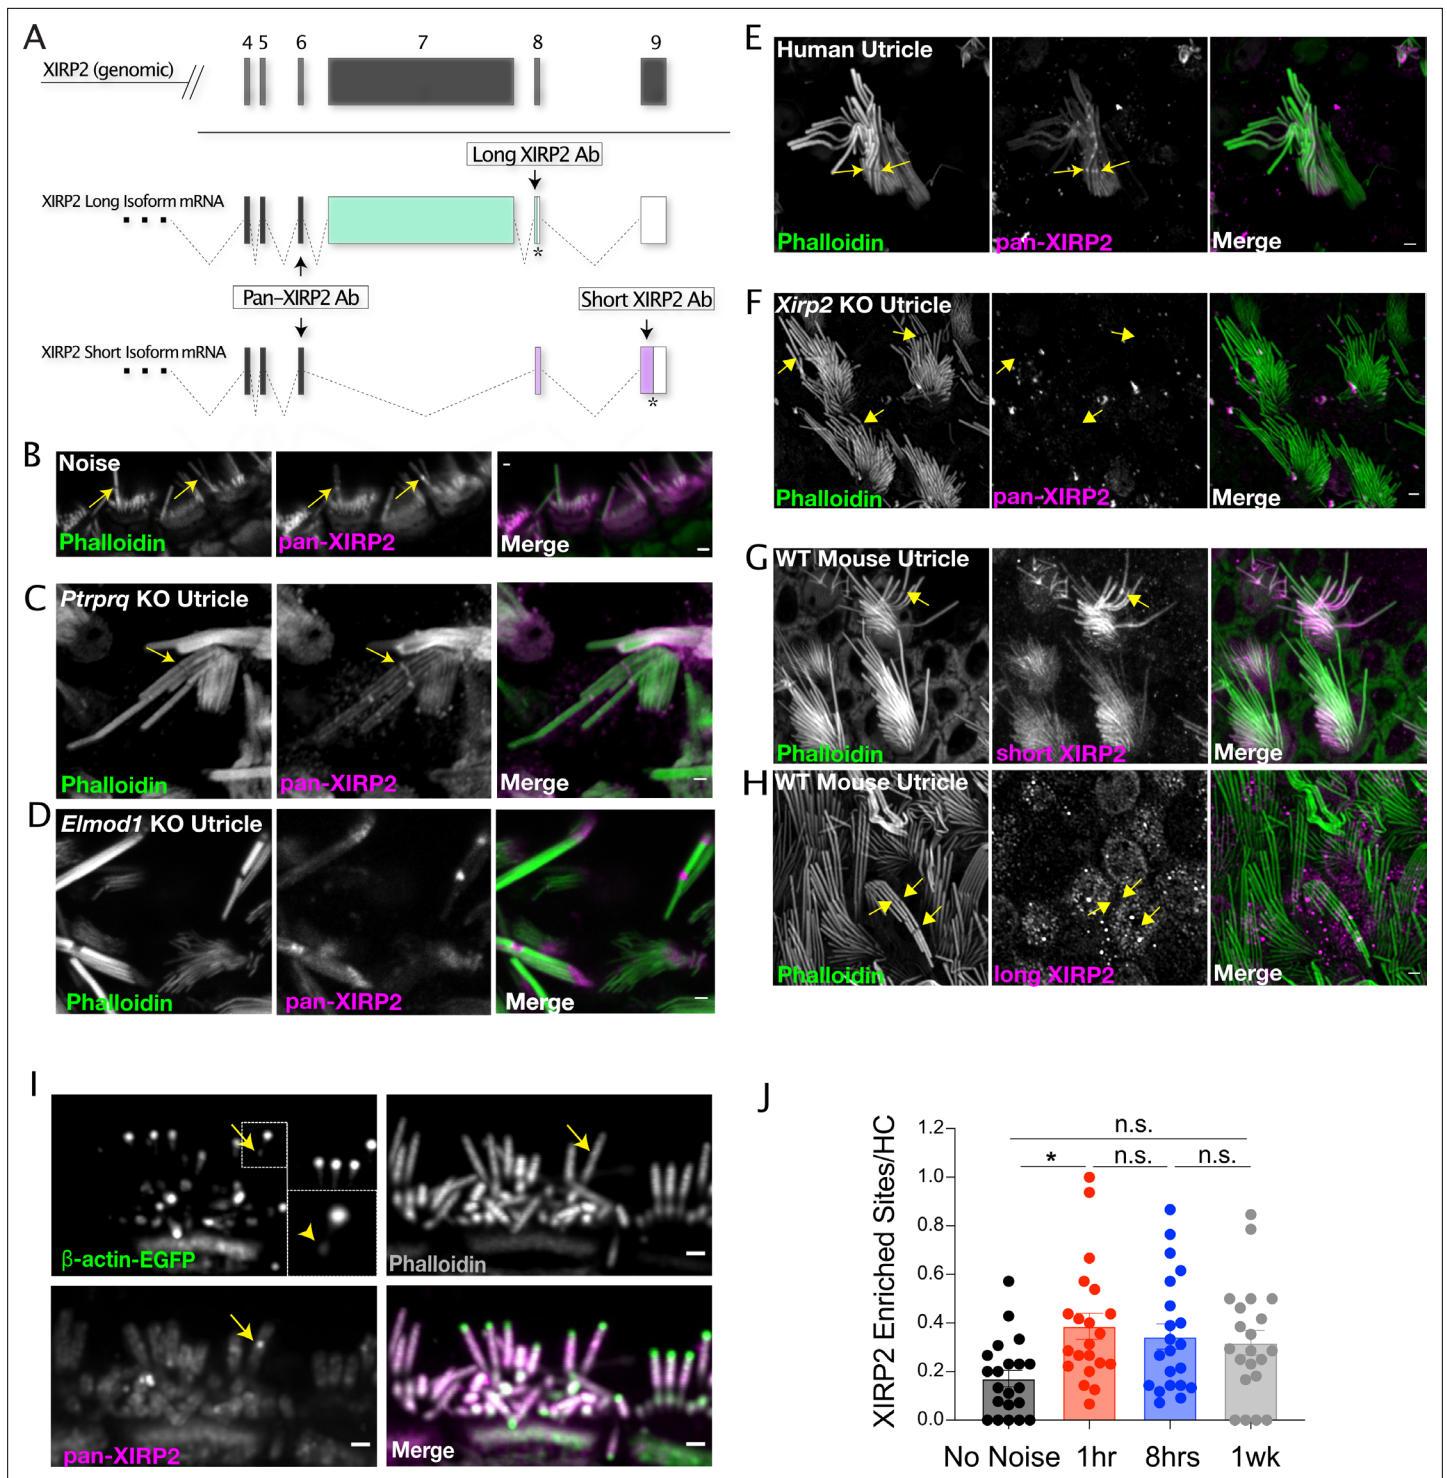 A
4 5 6 7 8 9
XIRP2 (genomic)
Long XIRP2 Ab
XIRP2 Long Isoform mRNA
*
Pan-XIRP2 Ab
Short XIRP2 Ab
XIRP2 Short Isoform mRNA
*
B
Noise
Phalloidin
pan-XIRP2
Merge
C
Ptrprq KO Utricle
Phalloidin
pan-XIRP2
Merge
D
Elmod1 KO Utricle
Phalloidin
pan-XIRP2
Merge
E
Human Utricle
Phalloidin
pan-XIRP2
Merge
F
Xirp2 KO Utricle
Phalloidin
pan-XIRP2
Merge
G
WT Mouse Utricle
Phalloidin
short XIRP2
Merge
H
WT Mouse Utricle
Phalloidin
long XIRP2
Merge
I
β-actin-EGFP
Phalloidin
pan-XIRP2
Merge
J
XIRP2 Enriched Sites/HC
1.2
1.0
0.8
0.6
0.4
0.2
0.0
n.s.
* n.s. n.s.
No Noise 1hr 8hrs 1wk